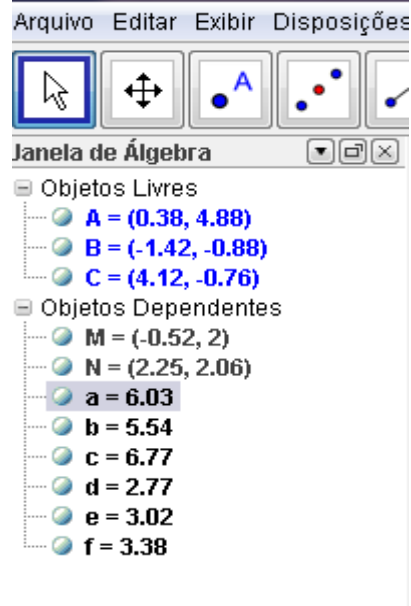 Arquivo Editar Exibir Disposições
A
Janela de Álgebra
Objetos Livres
A = (0.38, 4.88)
B = (-1.42, -0.88)
C = (4.12, -0.76)
Objetos Dependentes
M = (-0.52, 2)
N = (2.25, 2.06)
a = 6.03
b = 5.54
c = 6.77
d = 2.77
e = 3.02
f = 3.38